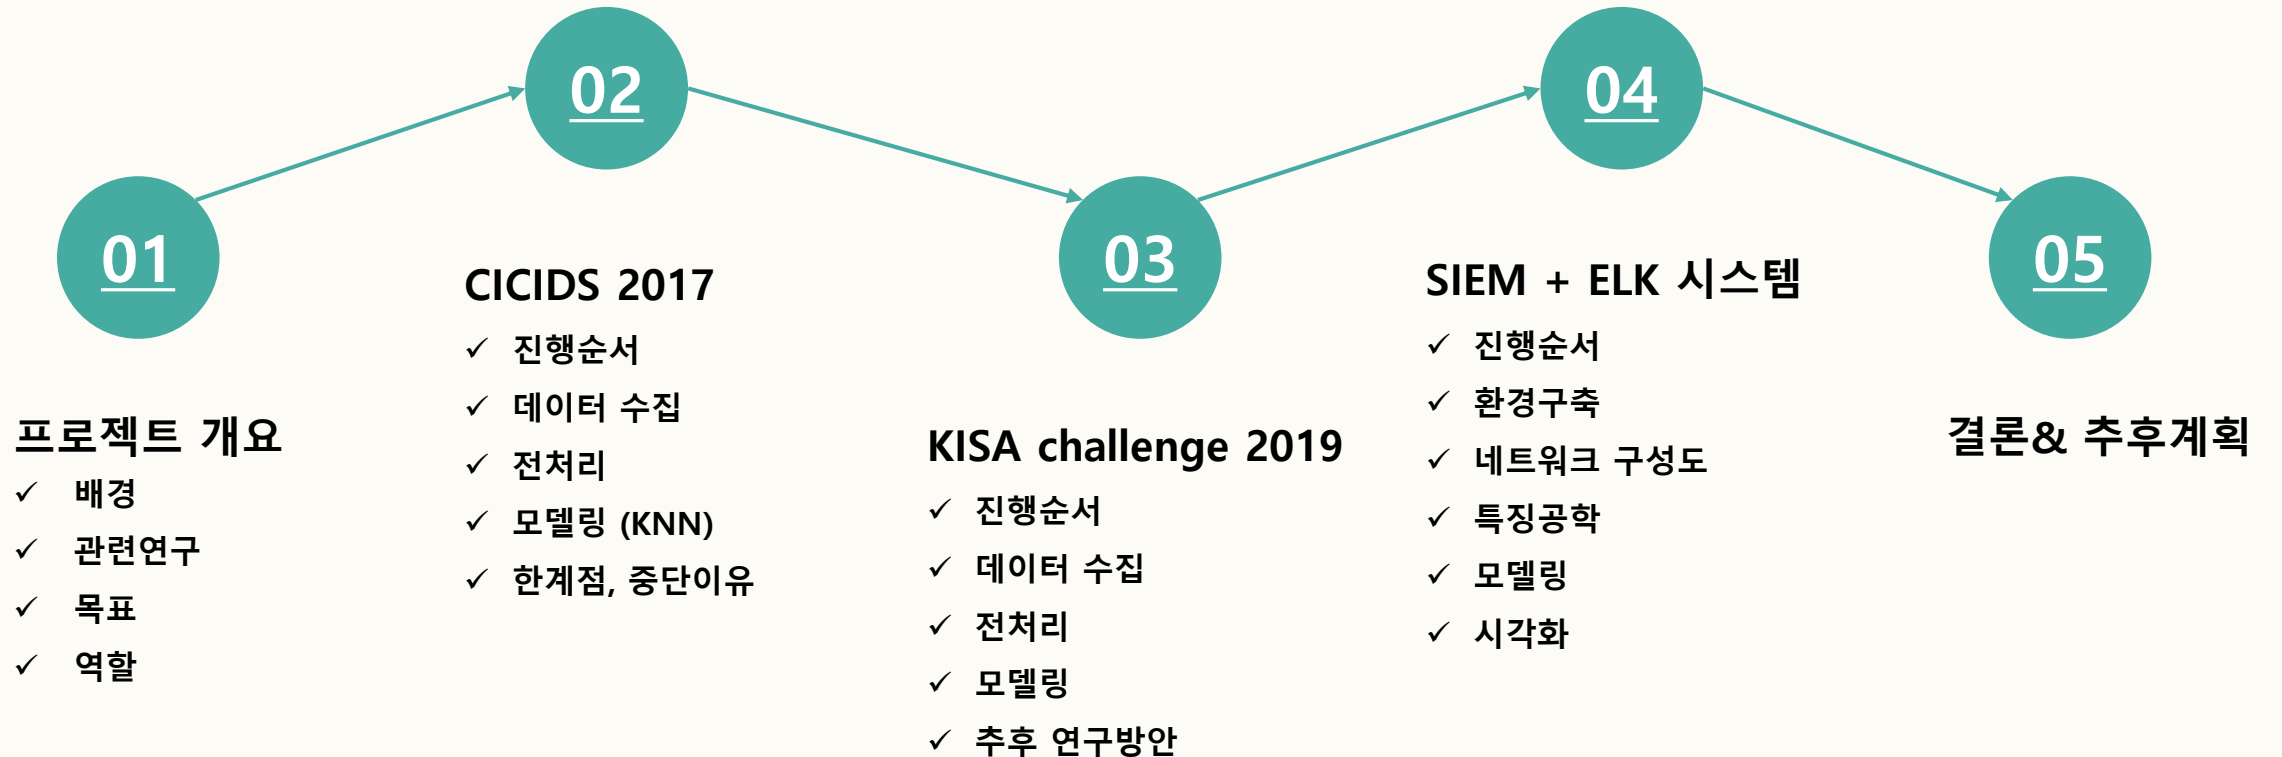 01
프로젝트 개요
✓ 배경
✓ 관련연구
✓ 목표
✓ 역할
02
CICIDS 2017
✓ 진행순서
✓ 데이터 수집
✓ 전처리
✓ 모델링 (KNN)
✓ 한계점, 중단이유
03
KISA challenge 2019
✓ 진행순서
✓ 데이터 수집
✓ 전처리
✓ 모델링
✓ 추후 연구방안
04
SIEM + ELK 시스템
✓ 진행순서
✓ 환경구축
✓ 네트워크 구성도
✓ 특징공학
✓ 모델링
✓ 시각화
05
결론& 추후계획